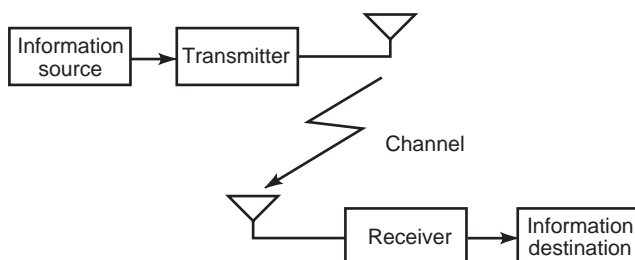 Information
source
Transmitter
Channel
Receiver
Information
destination